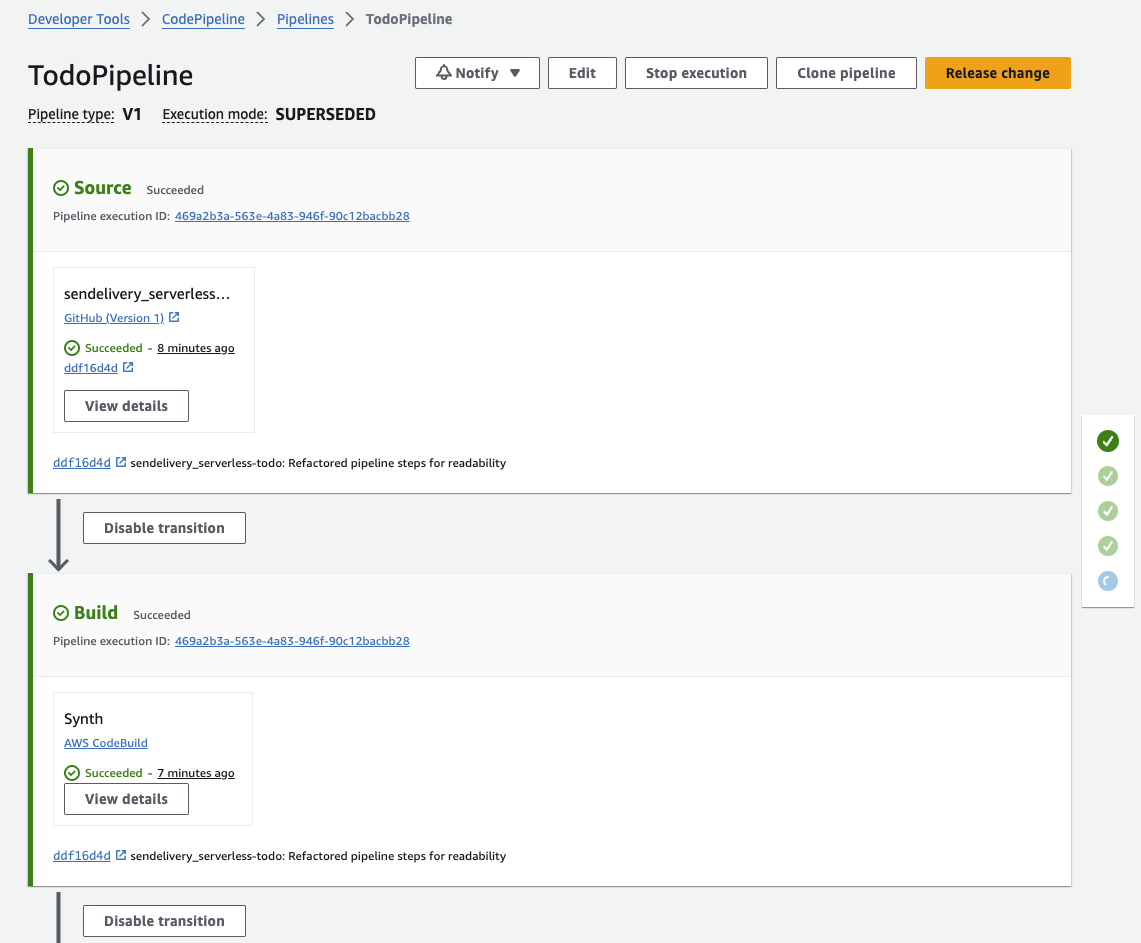 Developer Tools > CodePipeline > Pipelines > TodoPipeline
TodoPipeline
Notify ▼ Edit Stop execution Clone pipeline Release change
Pipeline type: V1 Execution mode: SUPERSEDED
Source Succeeded
Pipeline execution ID: 469a2b3a-563e-4a83-946f-90c12bacbb28
sendelivery_serverless…
GitHub (Version 1)
Succeeded - 8 minutes ago
ddf16d4d
View details
ddf16d4d sendelivery_serverless-todo: Refactored pipeline steps for readability
Disable transition
Build Succeeded
Pipeline execution ID: 469a2b3a-563e-4a83-946f-90c12bacbb28
Synth
AWS CodeBuild
Succeeded - 7 minutes ago
View details
ddf16d4d sendelivery_serverless-todo: Refactored pipeline steps for readability
Disable transition